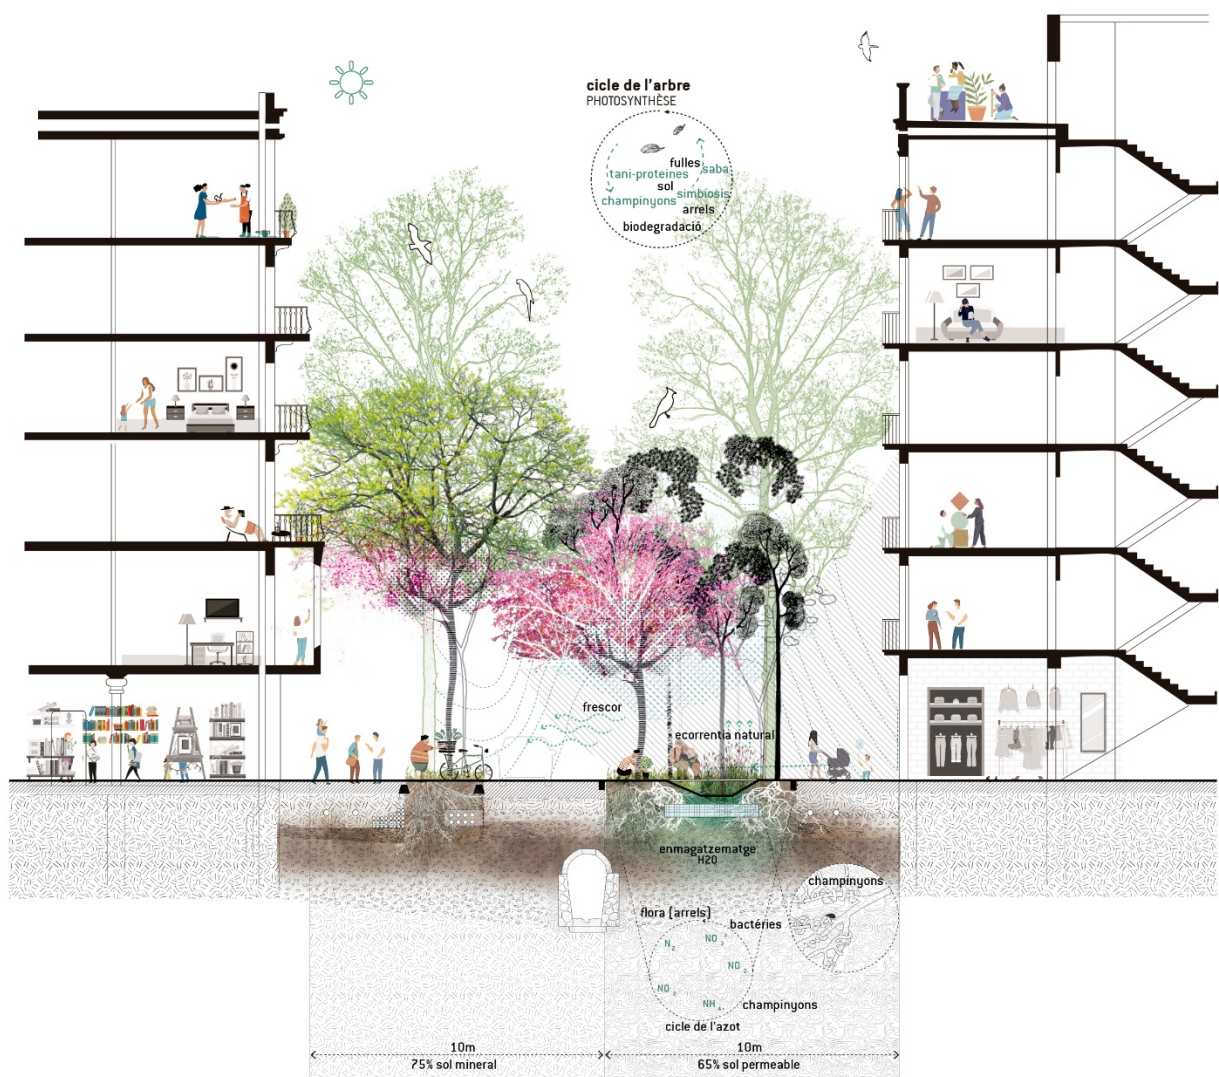 cicle de l'arbre
PHOTOSYNTHÈSE
fulles
tani-proteines
saba
sol
simbiosis
champinyons
arrels
biodegradació
frescor
ecorrentia natural
enmagatzematge
H20
champinyons
flora (arrels)
bactéries
N2
NO3-
NO2-
NO2
NH4+
champinyons
cicle de l'azot
10m
75% sol mineral
10m
65% sol permeable